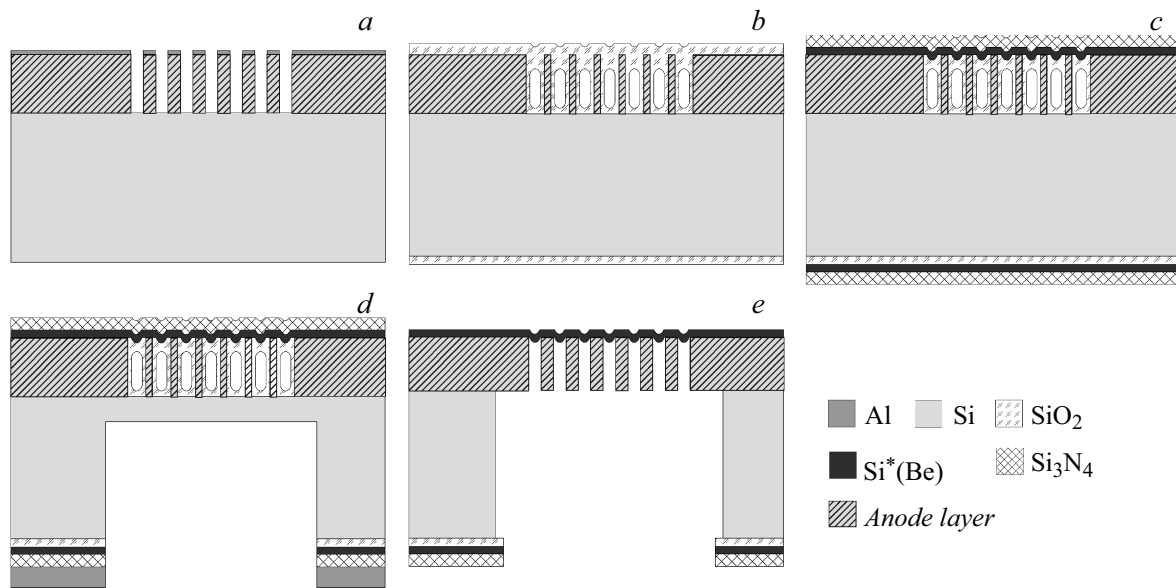 a
b
c
d
e
Al
Si
SiO₂
Si*(Be)
Si₃N₄
Anode layer